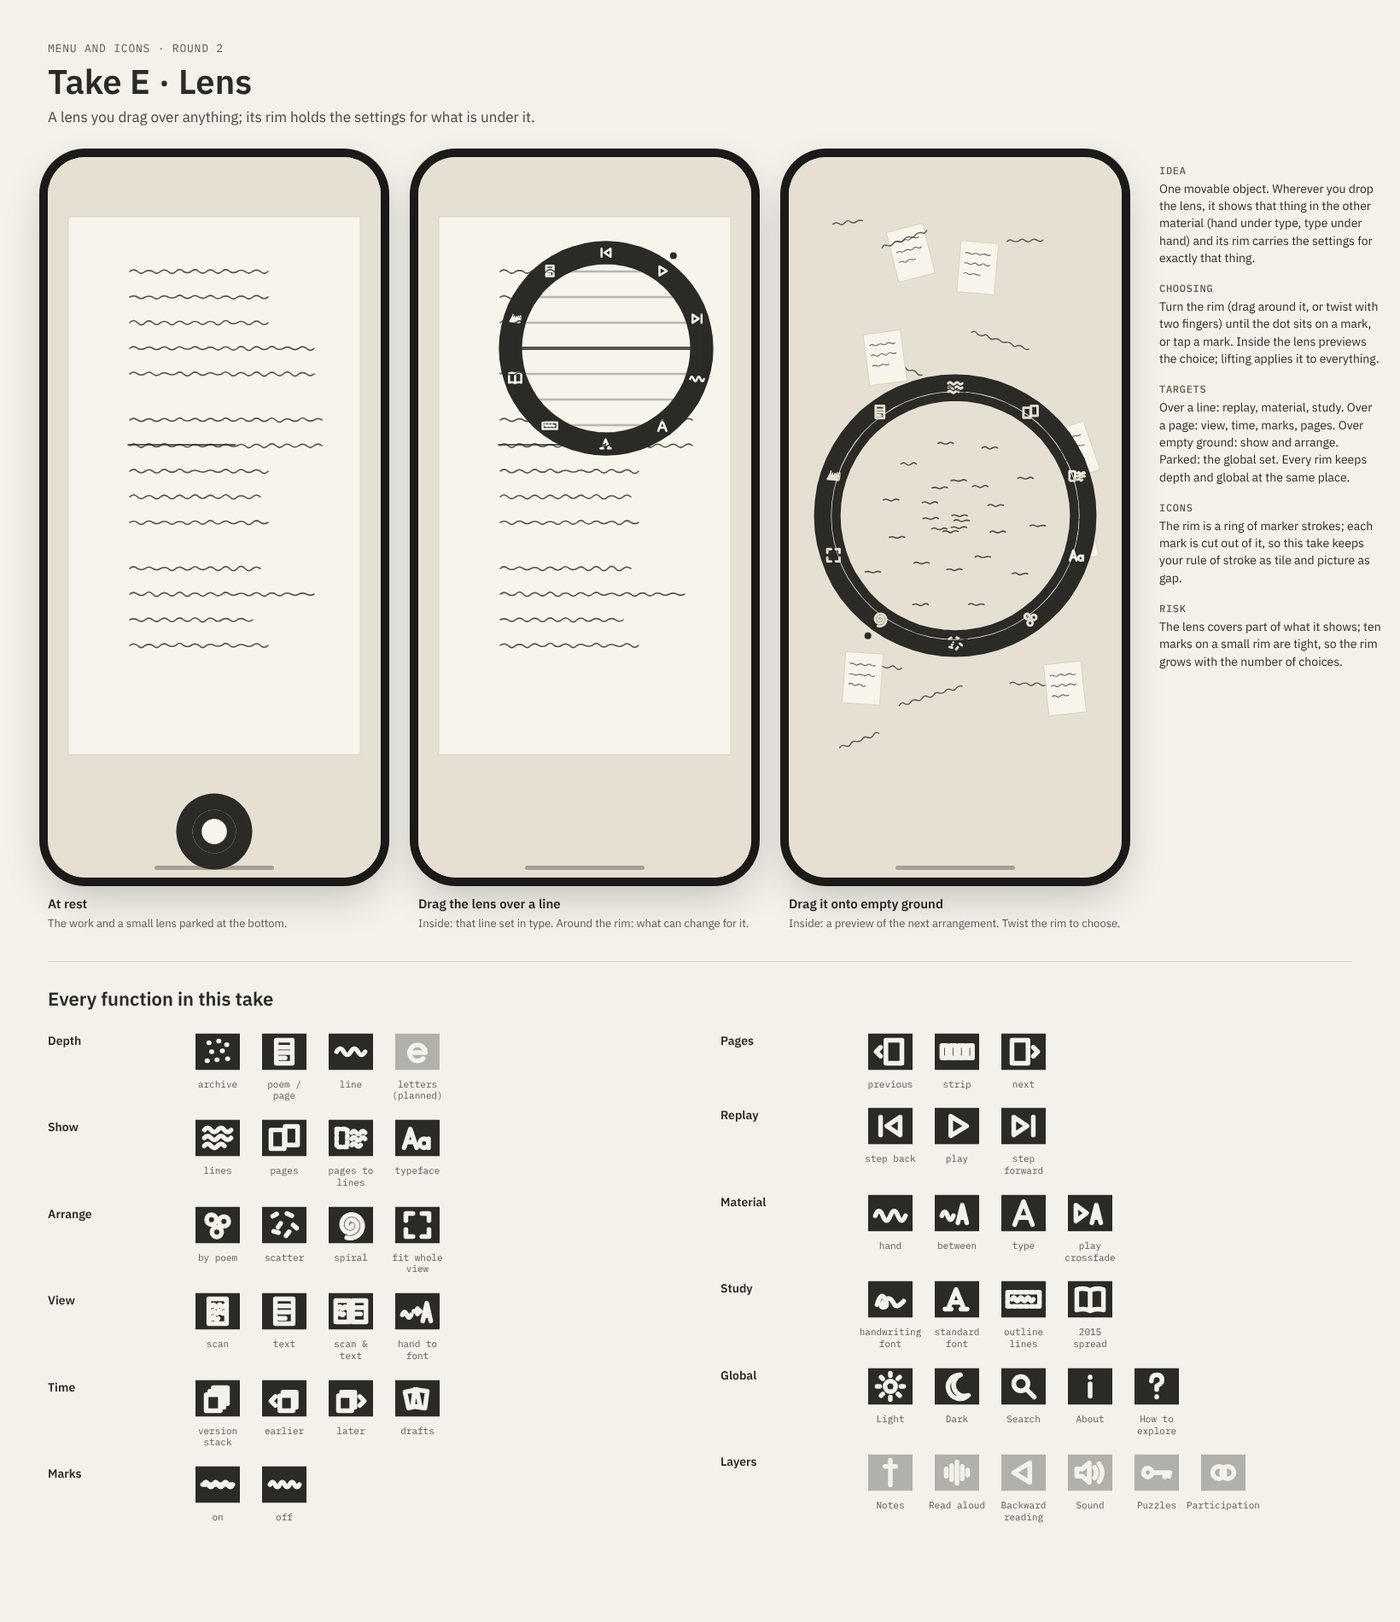 MENU AND ICONS · ROUND 2
Take E · Lens
A lens you drag over anything; its rim holds the settings for what is under it.
IDEA
One movable object. Wherever you drop
the lens, it shows that thing in the other
material (hand under type, type under
hand) and its rim carries the settings for
exactly that thing.
CHOOSING
Turn the rim (drag around it, or twist with
two fingers) until the dot sits on a mark,
or tap a mark. Inside the lens previews
the choice; lifting applies it to everything.
TARGETS
Over a line: replay, material, study. Over
a page: view, time, marks, pages. Over
empty ground: show and arrange.
Parked: the global set. Every rim keeps
depth and global at the same place.
ICONS
The rim is a ring of marker strokes; each
mark is cut out of it, so this take keeps
your rule of stroke as tile and picture as
gap.
RISK
The lens covers part of what it shows; ten
marks on a small rim are tight, so the rim
grows with the number of choices.
A
Aa
At rest
The work and a small lens parked at the bottom.
Drag the lens over a line
Inside: that line set in type. Around the rim: what can change for it.
Drag it onto empty ground
Inside: a preview of the next arrangement. Twist the rim to choose.
Every function in this take
Depth
e
archive
poem /
page
line
letters
(planned)
Show
Aa
lines
pages
pages to
lines
typeface
Arrange
by poem
scatter
spiral
fit whole
view
View
A
scan
text
scan &
text
hand to
font
Time
version
stack
earlier
later
drafts
Marks
on
off
Pages
previous
strip
next
Replay
step back
play
step
forward
Material
A
A
A
hand
between
type
play
crossfade
Study
A
handwriting
font
standard
font
outline
lines
2015
spread
Global
i
?
Light
Dark
Search
About
How to
explore
Layers
Notes
Read aloud
Backward
reading
Sound
Puzzles
Participation